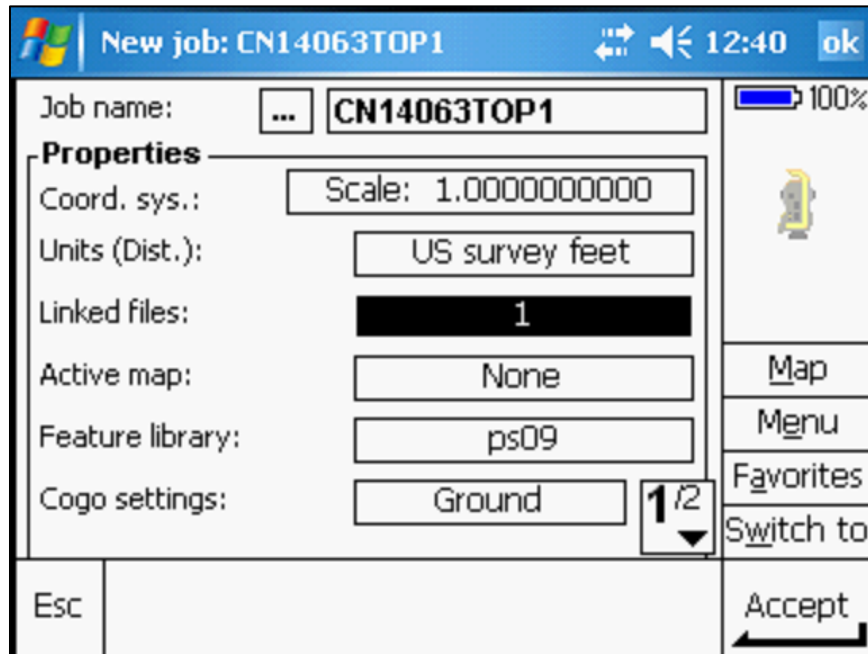 New job: CN14063TOP1 12:40 ok
Job name: ... CN14063TOP1 100%
Properties
Coord. sys.: Scale: 1.0000000000
Units (Dist.): US survey feet
Linked files: 1
Active map: None Map
Menu
Feature library: ps09
Favorites
Cogo settings: Ground 1/2
Switch to
Esc Accept